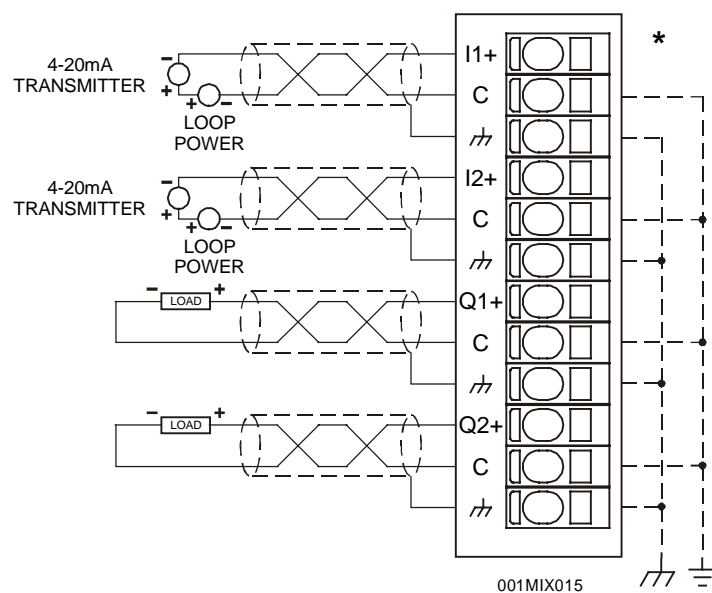 *
4-20mA
TRANSMITTER
- +
+ -
LOOP
POWER
I1+
C
4-20mA
TRANSMITTER
- +
+ -
LOOP
POWER
I2+
C
- LOAD +
Q1+
C
- LOAD +
Q2+
C
001MIX015